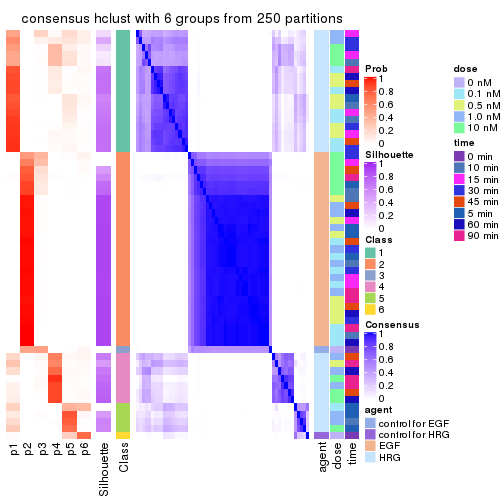 consensus hclust with 6 groups from 250 partitions
Prob
1
0.8
0.6
0.4
0.2
0
Silhouette
1
0.8
0.6
0.4
0.2
0
Class
1
2
3
4
5
6
Consensus
1
0.8
0.6
0.4
0.2
0
agent
control for EGF
control for HRG
EGF
HRG
dose
0 nM
0.1 nM
0.5 nM
1.0 nM
10 nM
time
0 min
10 min
15 min
30 min
45 min
5 min
60 min
90 min
p1
p2
p3
p4
p5
p6
Silhouette
Class
agent
dose
time